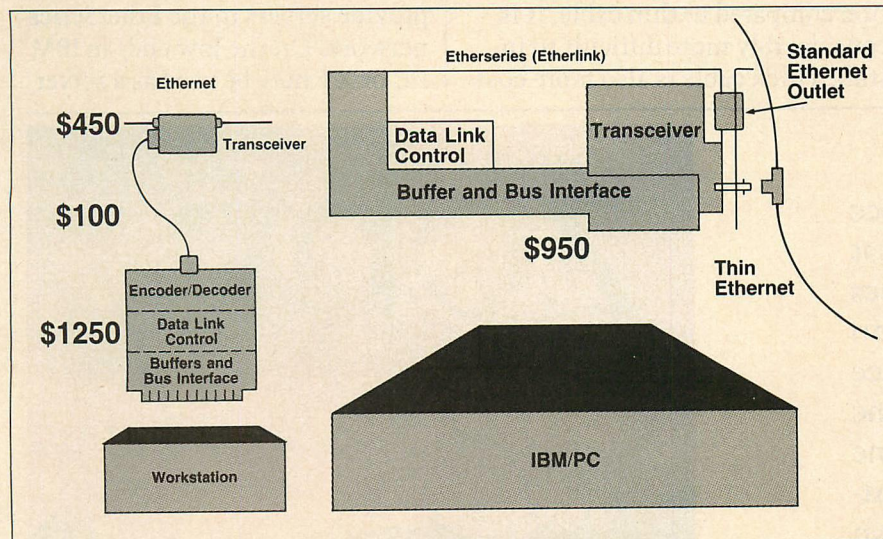 Ethernet
$450
Transceiver
$100
Encoder/Decoder
$1250
Data Link
Control
Buffers and
Bus Interface
Workstation
Etherseries (Etherlink)
Standard
Ethernet
Outlet
Data Link
Control
Transceiver
Buffer and Bus Interface
$950
Thin
Ethernet
IBM/PC